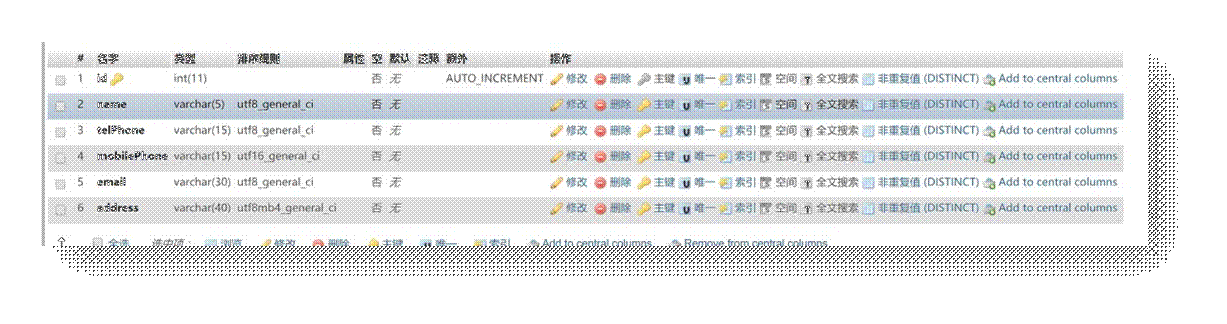 # 名字 类型 排序规则 属性 空 默认 注释 额外 操作
1 id int(11) 否 无 AUTO_INCREMENT 修改 删除 主键 唯一 索引 空间 全文搜索 非重复值 (DISTINCT) Add to central columns
2 name varchar(5) utf8_general_ci 否 无 修改 删除 主键 唯一 索引 空间 全文搜索 非重复值 (DISTINCT) Add to central columns
3 telPhone varchar(15) utf8_general_ci 否 无 修改 删除 主键 唯一 索引 空间 全文搜索 非重复值 (DISTINCT) Add to central columns
4 mobilePhone varchar(15) utf16_general_ci 否 无 修改 删除 主键 唯一 索引 空间 全文搜索 非重复值 (DISTINCT) Add to central columns
5 email varchar(30) utf8_general_ci 否 无 修改 删除 主键 唯一 索引 空间 全文搜索 非重复值 (DISTINCT) Add to central columns
6 address varchar(40) utf8mb4_general_ci 否 无 修改 删除 主键 唯一 索引 空间 全文搜索 非重复值 (DISTINCT) Add to central columns
全选 选中项: 浏览 修改 删除 主键 唯一 索引 Add to central columns Remove from central columns